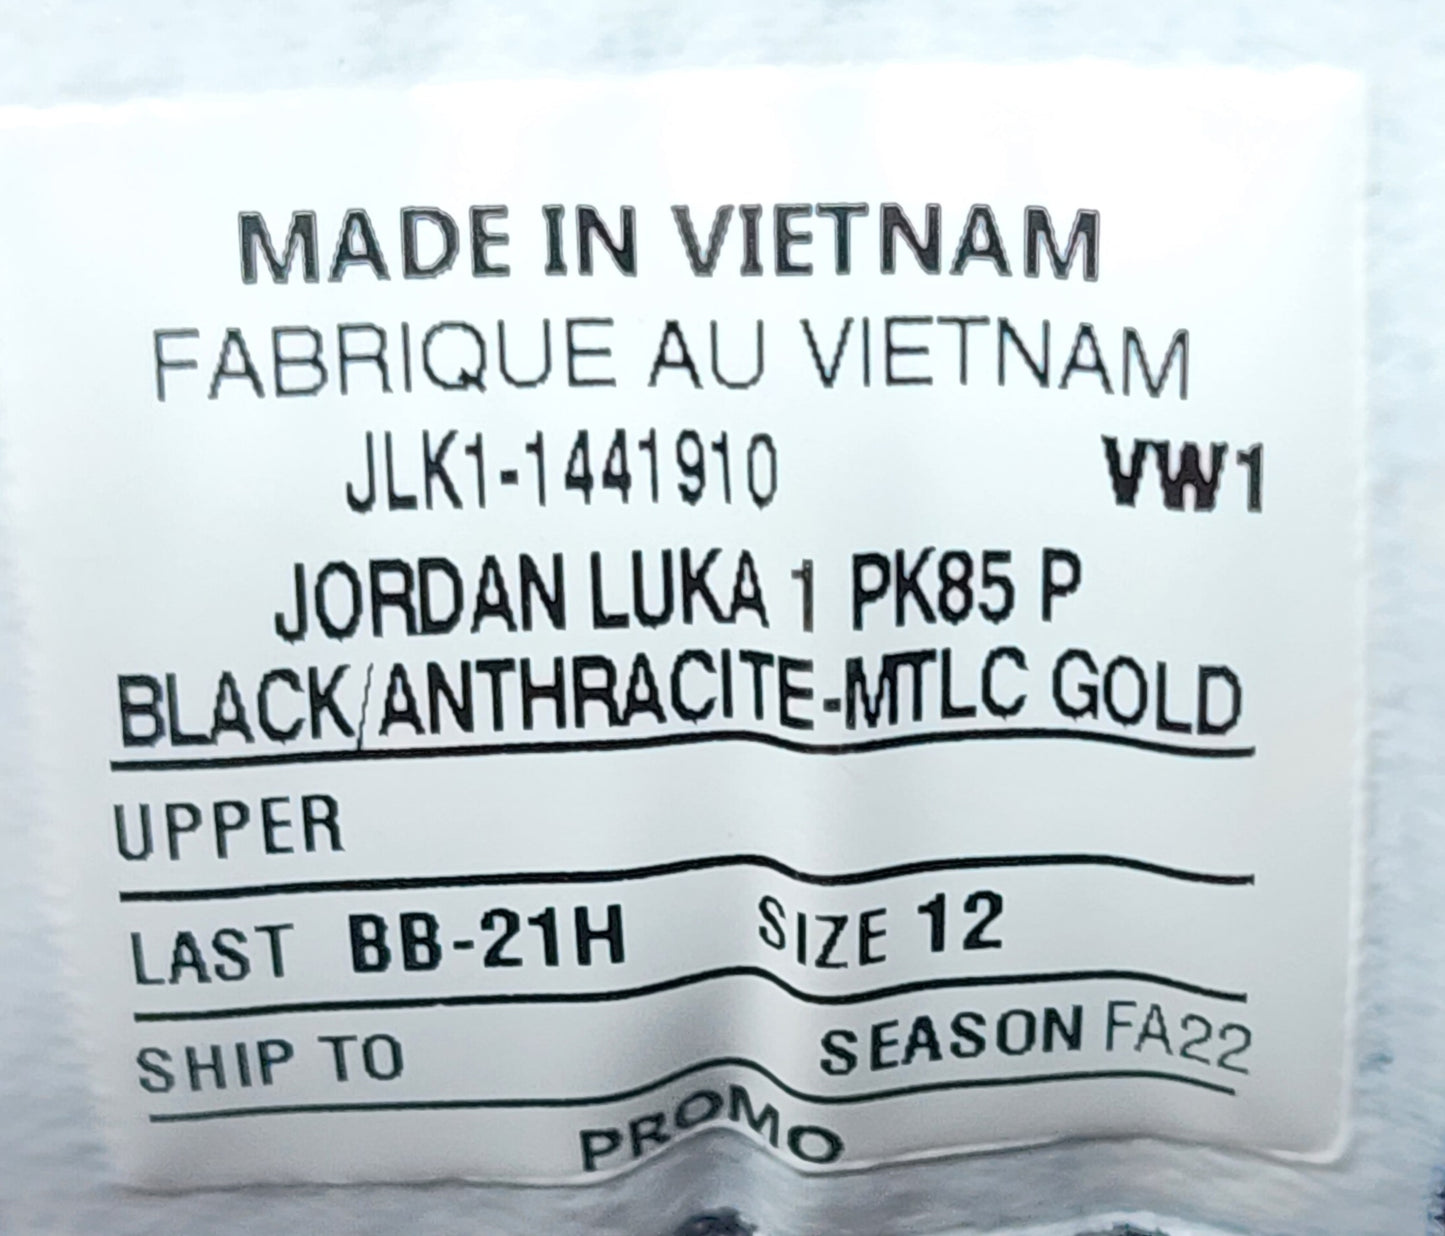 MADE IN VIETNAM
FABRIQUE AU VIETNAM
JLK1-1441910 VW1
JORDAN LUKA 1 PK85 P
BLACK/ANTHRACITE-MTLC GOLD
UPPER
LAST BB-21H SIZE 12
SHIP TO SEASON FA22
PROMO